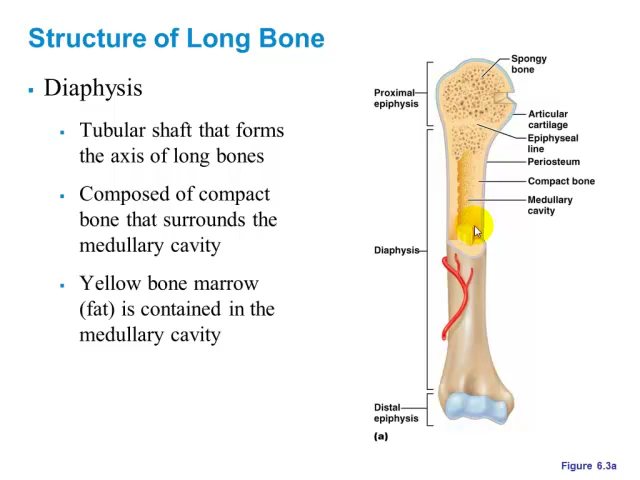 Structure of Long Bone
Diaphysis
Tubular shaft that forms
the axis of long bones
Composed of compact
bone that surrounds the
medullary cavity
Yellow bone marrow
(fat) is contained in the
medullary cavity
Spongy
bone
Proximal
epiphysis
Articular
cartilage
Epiphyseal
line
Periosteum
Compact bone
Medullary
cavity
Diaphysis
Distal
epiphysis
(a)
Figure 6.3a